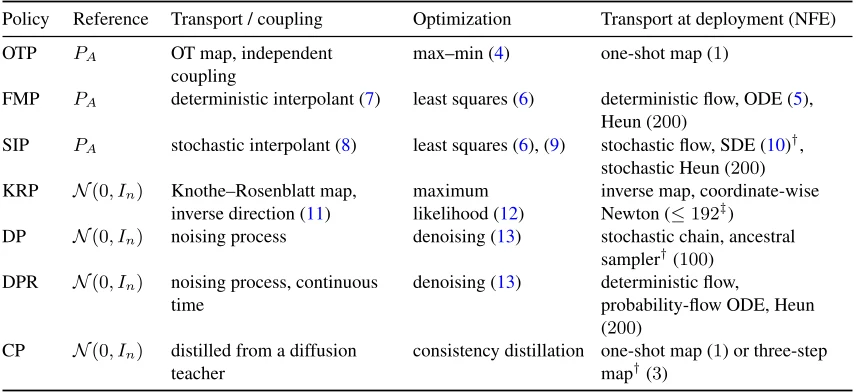 Policy Reference Transport / coupling Optimization Transport at deployment (NFE)
OTP P_A OT map, independent max–min (4) one-shot map (1)
coupling
FMP P_A deterministic interpolant (7) least squares (6) deterministic flow, ODE (5),
Heun (200)
SIP P_A stochastic interpolant (8) least squares (6), (9) stochastic flow, SDE (10)†,
stochastic Heun (200)
KRP N(0, I_n) Knothe–Rosenblatt map, maximum inverse map, coordinate-wise
inverse direction (11) likelihood (12) Newton (≤ 192‡)
DP N(0, I_n) noising process denoising (13) stochastic chain, ancestral
sampler† (100)
DPR N(0, I_n) noising process, continuous denoising (13) deterministic flow,
time probability-flow ODE, Heun
(200)
CP N(0, I_n) distilled from a diffusion consistency distillation one-shot map (1) or three-step
teacher map† (3)